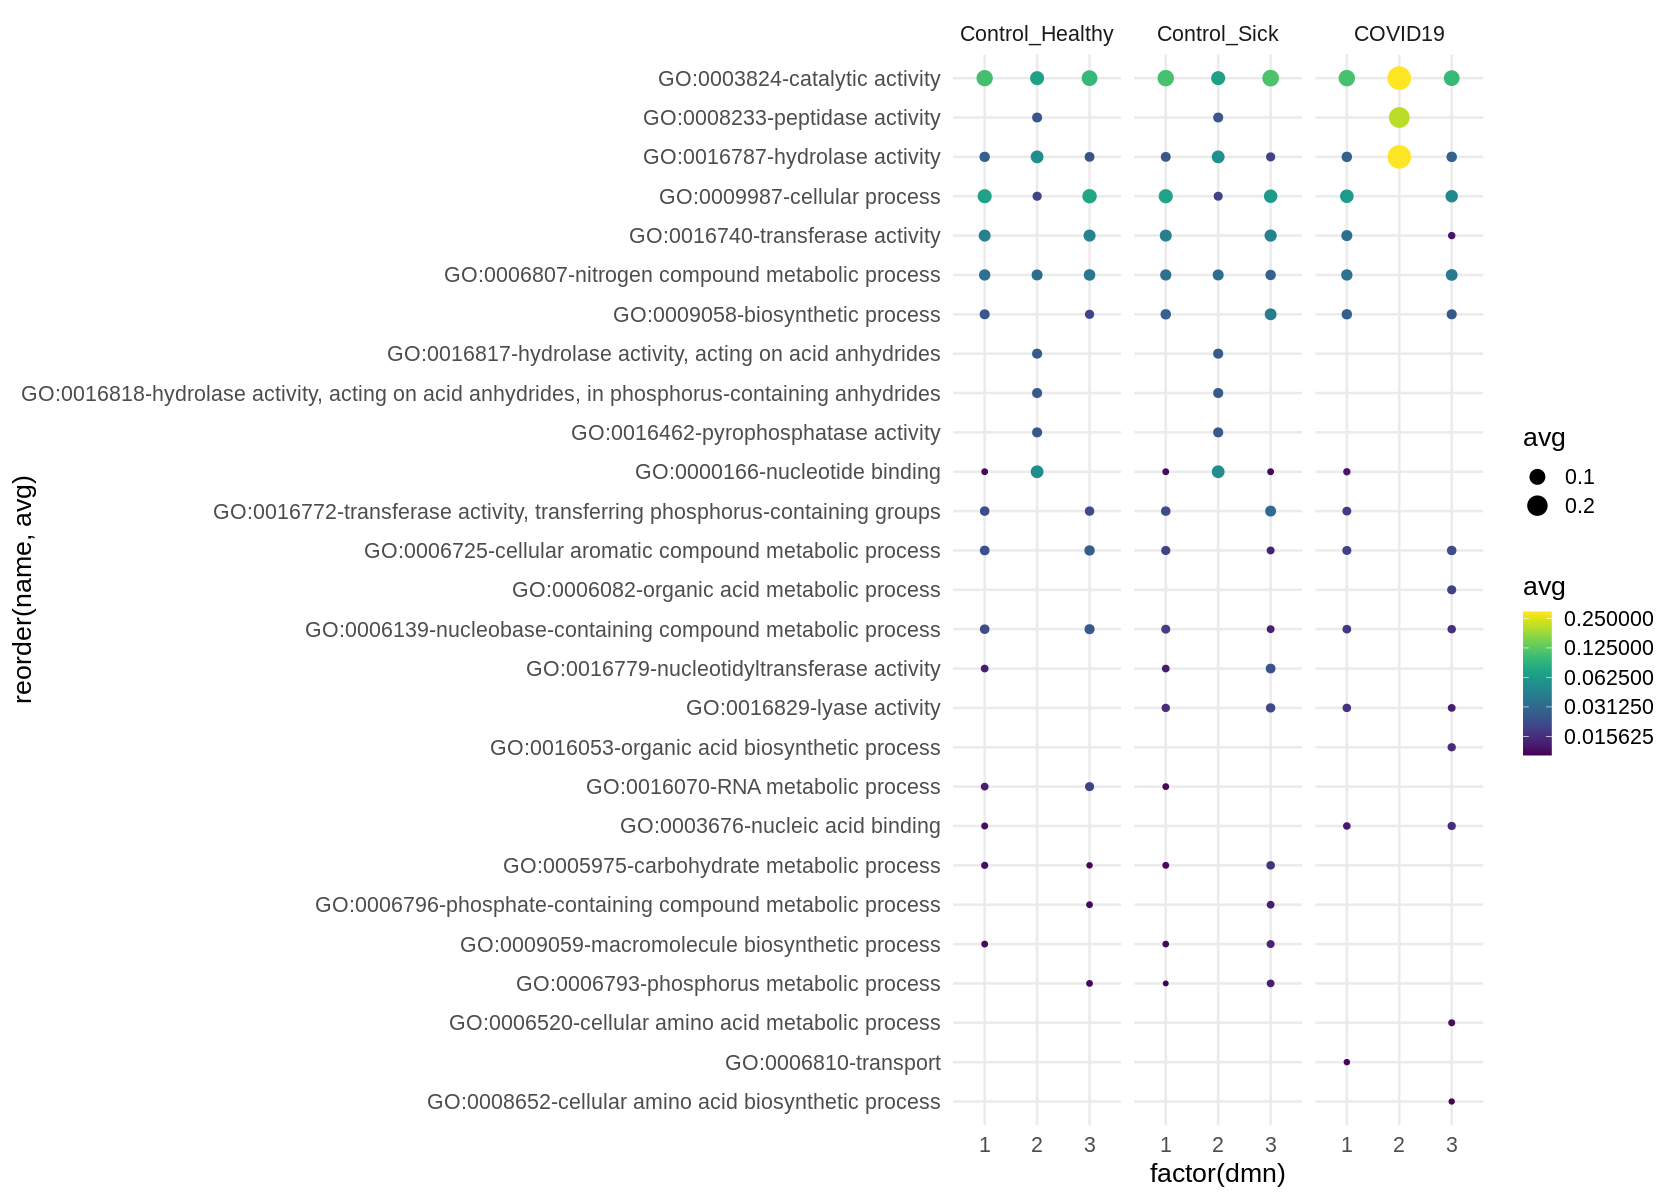 Control_Healthy Control_Sick COVID19
GO:0003824-catalytic activity
GO:0008233-peptidase activity
GO:0016787-hydrolase activity
GO:0009987-cellular process
GO:0016740-transferase activity
GO:0006807-nitrogen compound metabolic process
GO:0009058-biosynthetic process
GO:0016817-hydrolase activity, acting on acid anhydrides
GO:0016818-hydrolase activity, acting on acid anhydrides, in phosphorus-containing anhydrides
GO:0016462-pyrophosphatase activity
GO:0000166-nucleotide binding
GO:0016772-transferase activity, transferring phosphorus-containing groups
GO:0006725-cellular aromatic compound metabolic process
GO:0006082-organic acid metabolic process
GO:0006139-nucleobase-containing compound metabolic process
GO:0016779-nucleotidyltransferase activity
GO:0016829-lyase activity
GO:0016053-organic acid biosynthetic process
GO:0016070-RNA metabolic process
GO:0003676-nucleic acid binding
GO:0005975-carbohydrate metabolic process
GO:0006796-phosphate-containing compound metabolic process
GO:0009059-macromolecule biosynthetic process
GO:0006793-phosphorus metabolic process
GO:0006520-cellular amino acid metabolic process
GO:0006810-transport
GO:0008652-cellular amino acid biosynthetic process
reorder(name, avg)
1 2 3 1 2 3 1 2 3
factor(dmn)
avg
0.1
0.2
avg
0.250000
0.125000
0.062500
0.031250
0.015625